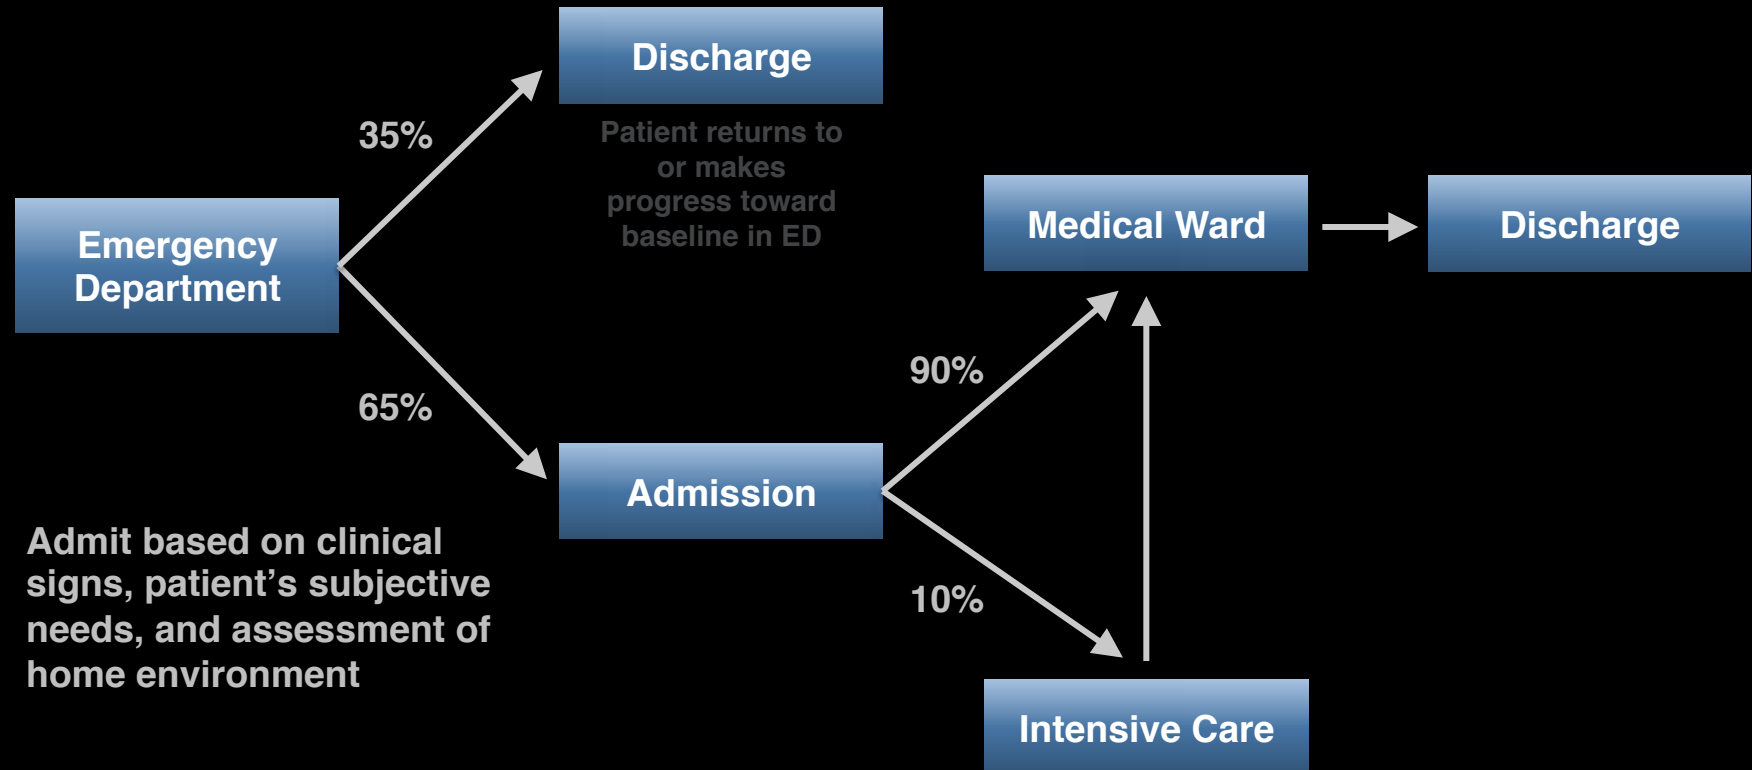 Discharge
35%
Patient returns to
or makes
progress toward
baseline in ED
Emergency
Department
Medical Ward
Discharge
90%
65%
Admission
Admit based on clinical
signs, patient’s subjective
needs, and assessment of
home environment
10%
Intensive Care